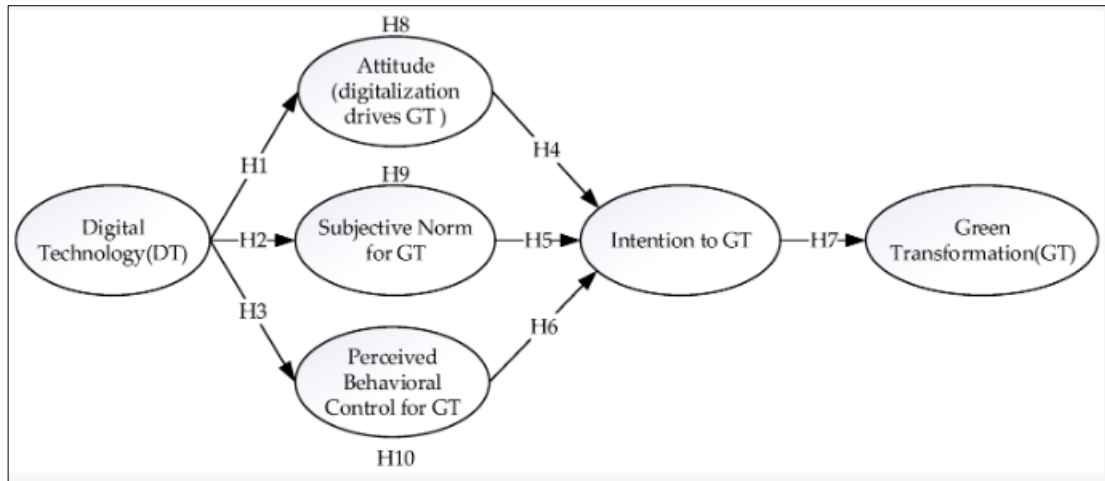 H8
Attitude
(digitalization
drives GT )
H1
H4
H9
Digital
Technology(DT)
H2
Subjective Norm
for GT
H5
Intention to GT
H7
Green
Transformation(GT)
H3
H6
Perceived
Behavioral
Control for GT
H10